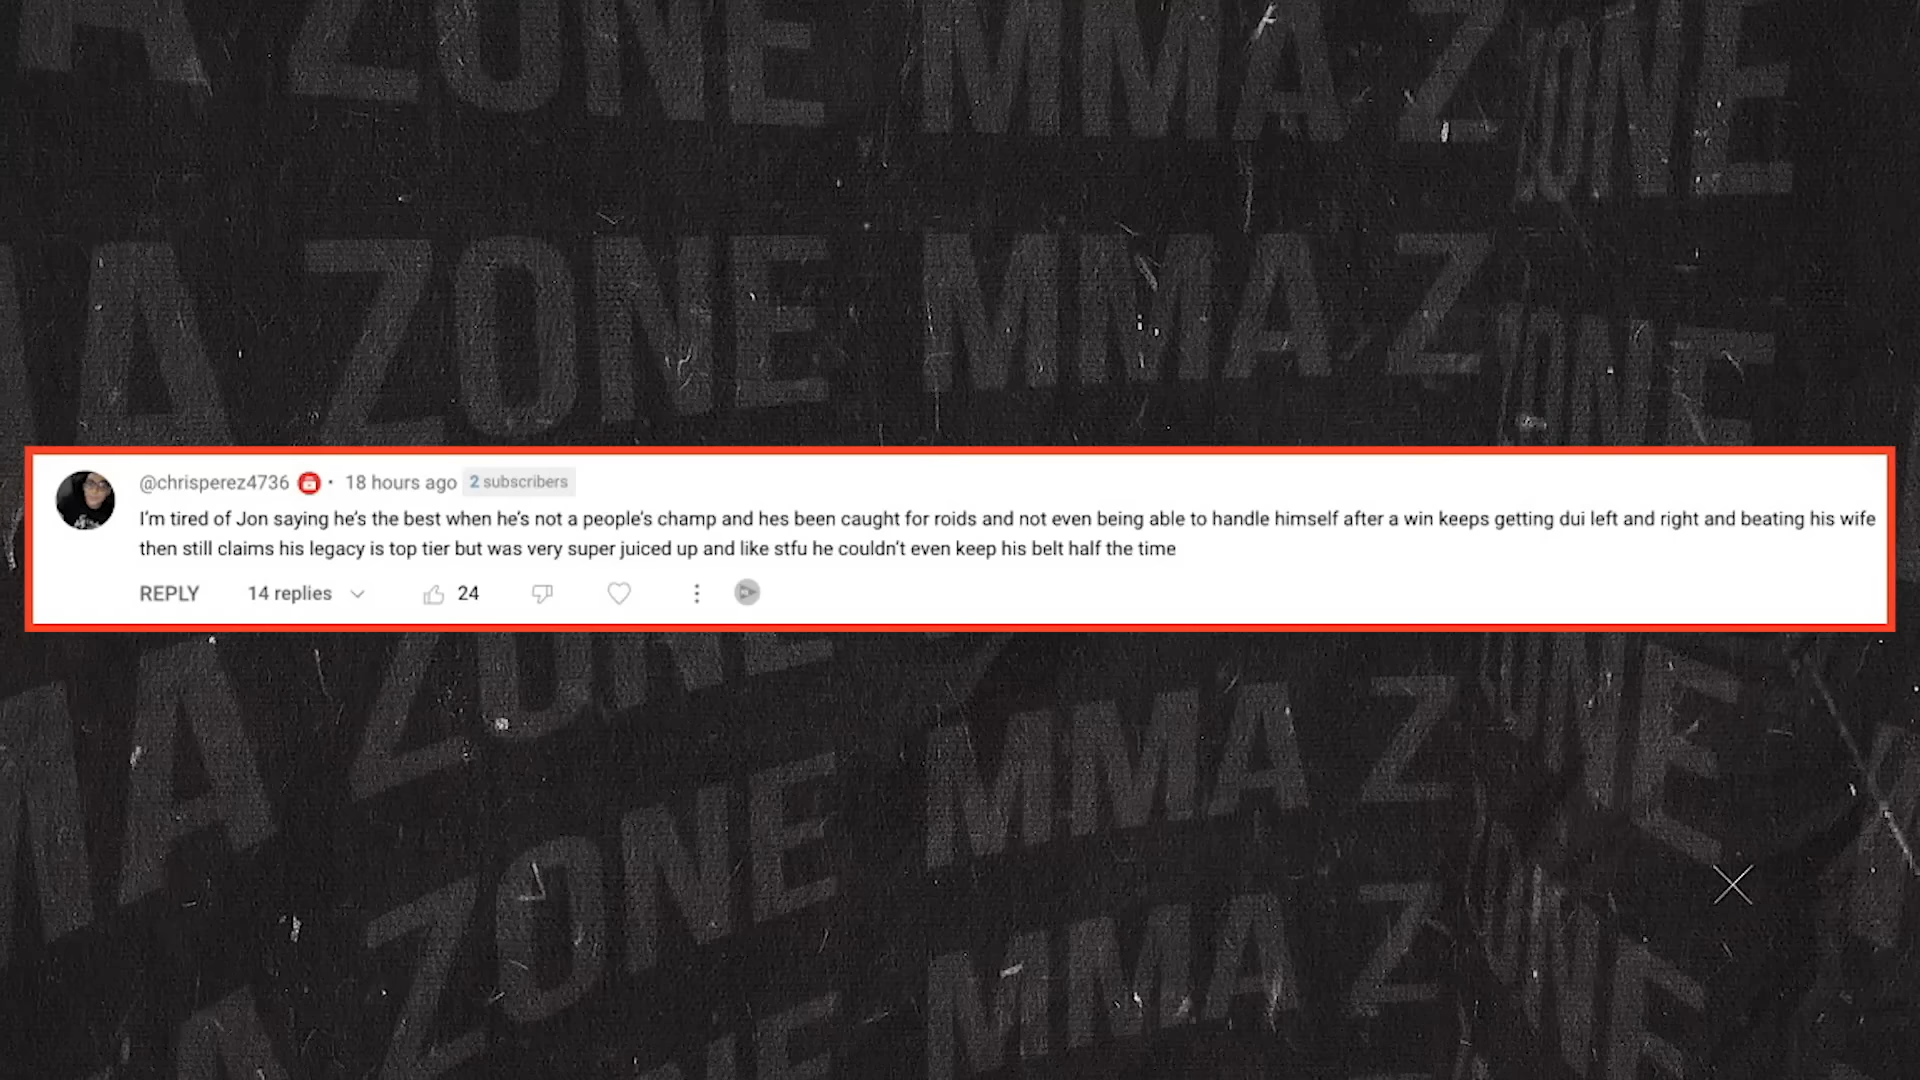 A ZONE MMA ZONE
A ZONE MMA ZONE
@chrisperez4736 · 18 hours ago 2 subscribers
I'm tired of Jon saying he's the best when he's not a people's champ and hes been caught for roids and not even being able to handle himself after a win keeps getting dui left and right and beating his wife
then still claims his legacy is top tier but was very super juiced up and like stfu he couldn't even keep his belt half the time
REPLY 14 replies 24
MA ZONE MMA ZONE
ZONE MMA ZONE